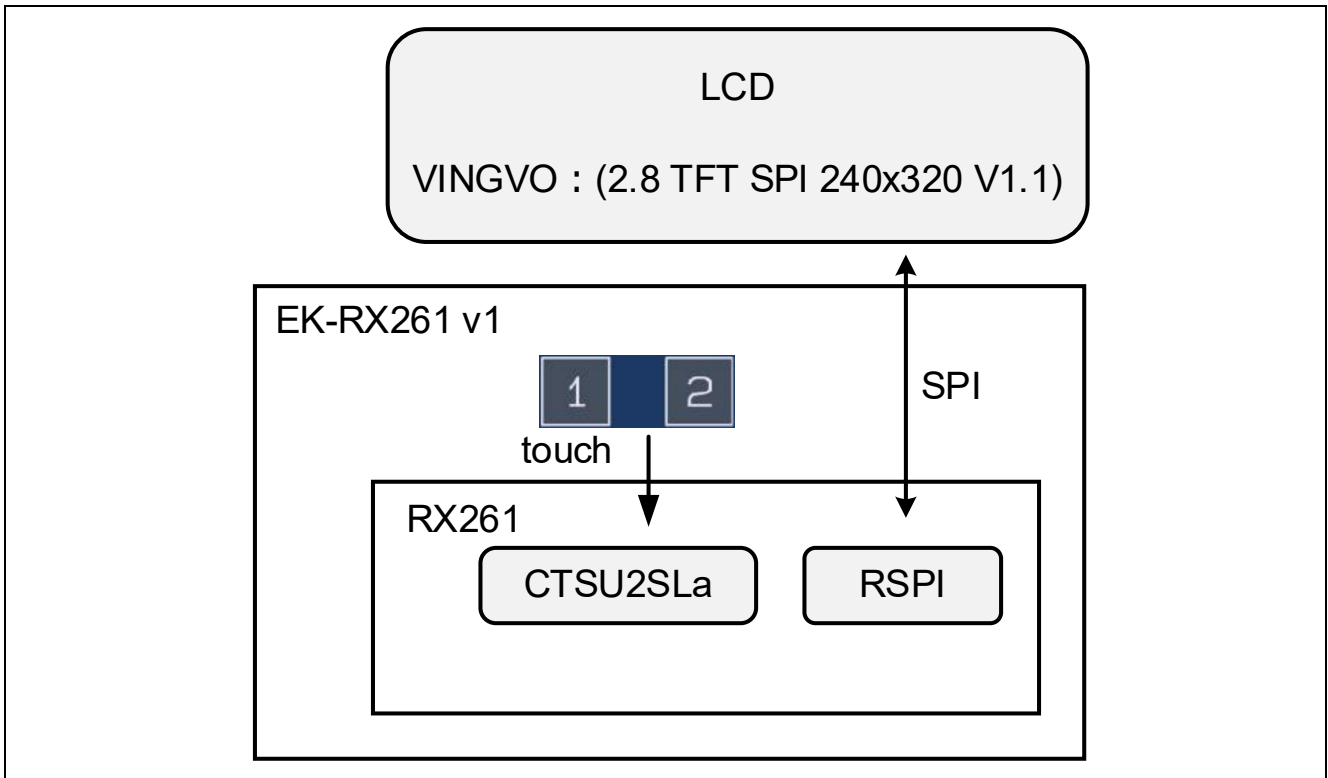 LCD
VINGVO : (2.8 TFT SPI 240x320 V1.1)
EK-RX261 v1
1 2
SPI
touch
RX261
CTSU2SLa
RSPI